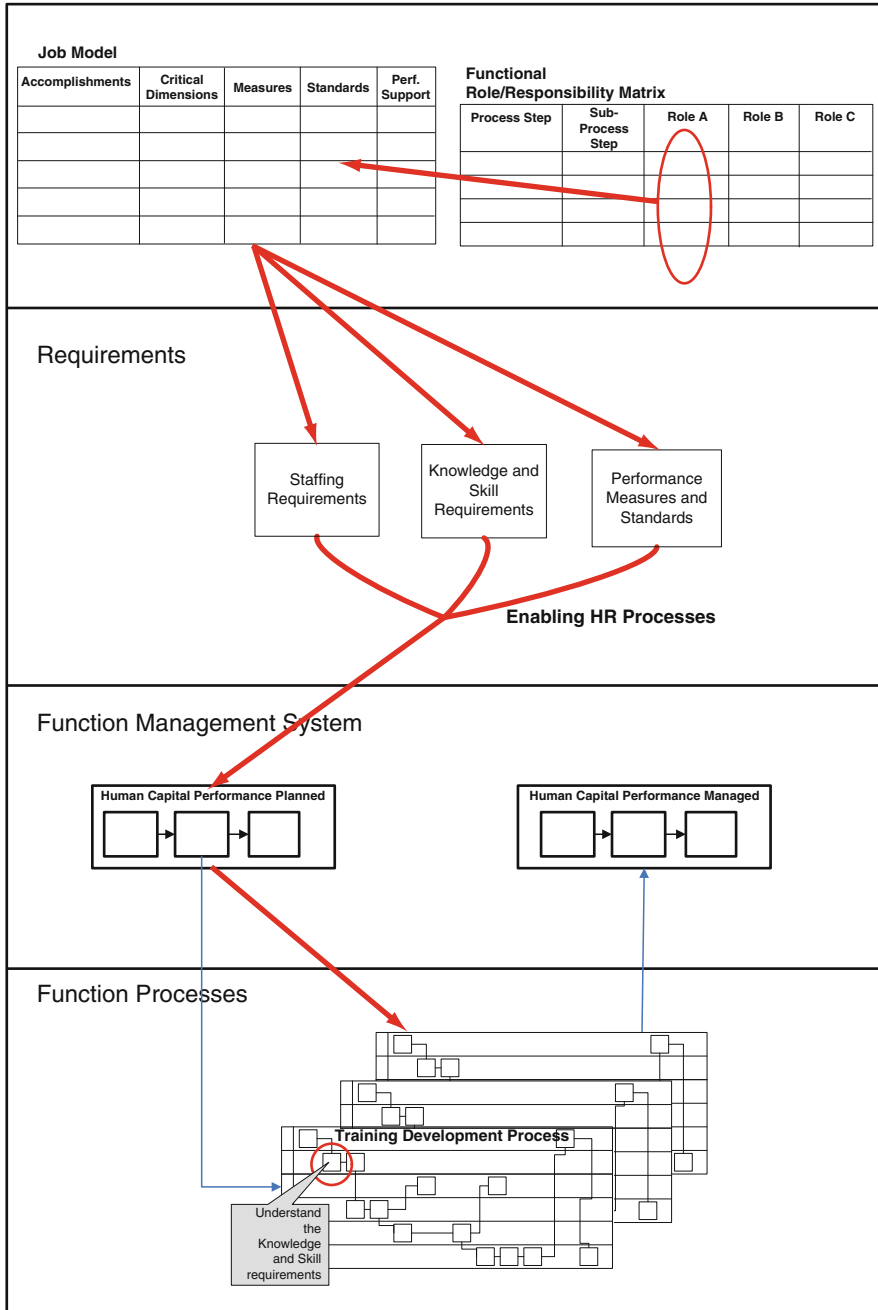 Job Model
Accomplishments
Critical
Dimensions
Measures
Standards
Perf.
Support
Functional
Role/Responsibility Matrix
Process Step
Sub-
Process
Step
Role A
Role B
Role C
Requirements
Staffing
Requirements
Knowledge and
Skill
Requirements
Performance
Measures and
Standards
Enabling HR Processes
Function Management System
Human Capital Performance Planned
Human Capital Performance Managed
Function Processes
Training Development Process
Understand
the
Knowledge
and Skill
requirements